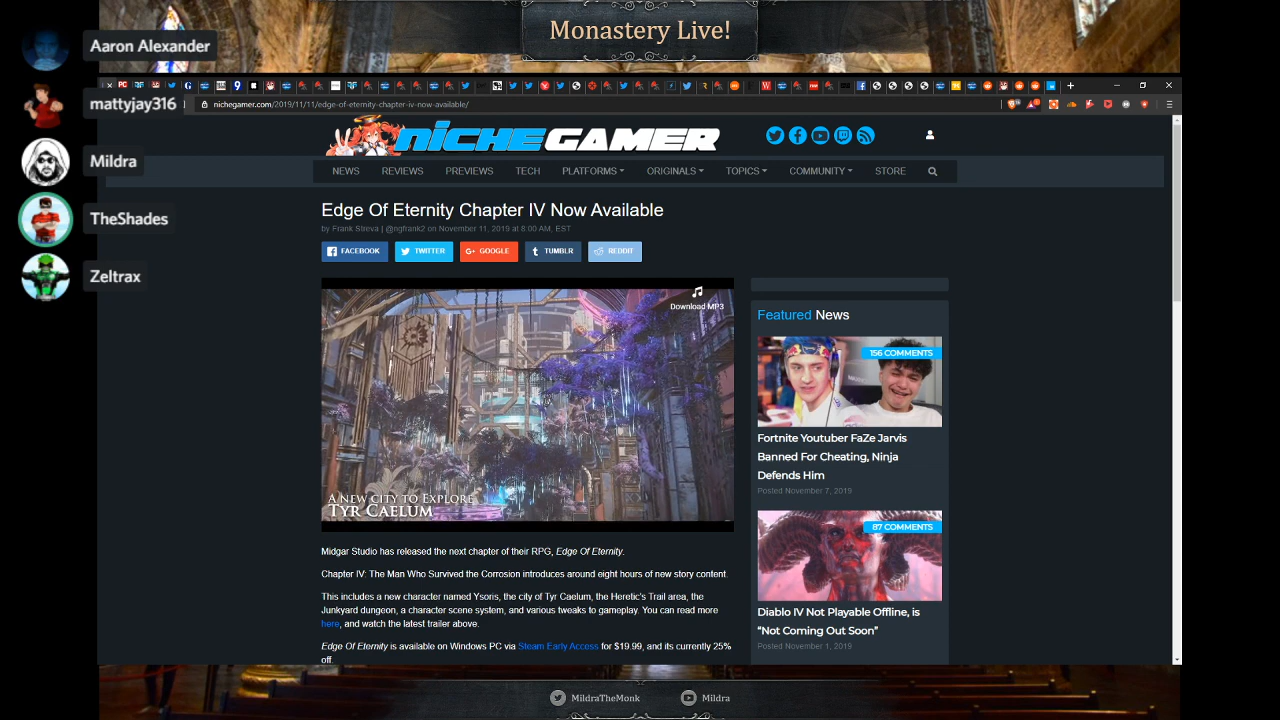 Monastery Live!
Aaron Alexander
mattyjay316
Mildra
TheShades
Zeltrax
nichegamer.com/2019/11/11/edge-of-eternity-chapter-iv-now-available/
NICHEGAMER
NEWS REVIEWS PREVIEWS TECH PLATFORMS ORIGINALS TOPICS COMMUNITY STORE
Edge Of Eternity Chapter IV Now Available
by Frank Streva | @ngfrank2 on November 11, 2019 at 8:00 AM, EST
FACEBOOK TWITTER GOOGLE TUMBLR REDDIT
Download MP3
A NEW CITY TO EXPLORE
TYR CAELUM
Midgar Studio has released the next chapter of their RPG, Edge Of Eternity.
Chapter IV: The Man Who Survived the Corrosion introduces around eight hours of new story content.
This includes a new character named Ysoris, the city of Tyr Caelum, the Heretic's Trail area, the
Junkyard dungeon, a character scene system, and various tweaks to gameplay. You can read more
here, and watch the latest trailer above.
Edge Of Eternity is available on Windows PC via Steam Early Access for $19.99, and its currently 25%
off.
Featured News
156 COMMENTS
Fortnite Youtuber FaZe Jarvis
Banned For Cheating, Ninja
Defends Him
Posted November 7, 2019
87 COMMENTS
Diablo IV Not Playable Offline, is
"Not Coming Out Soon"
Posted November 1, 2019
MildraTheMonk
Mildra